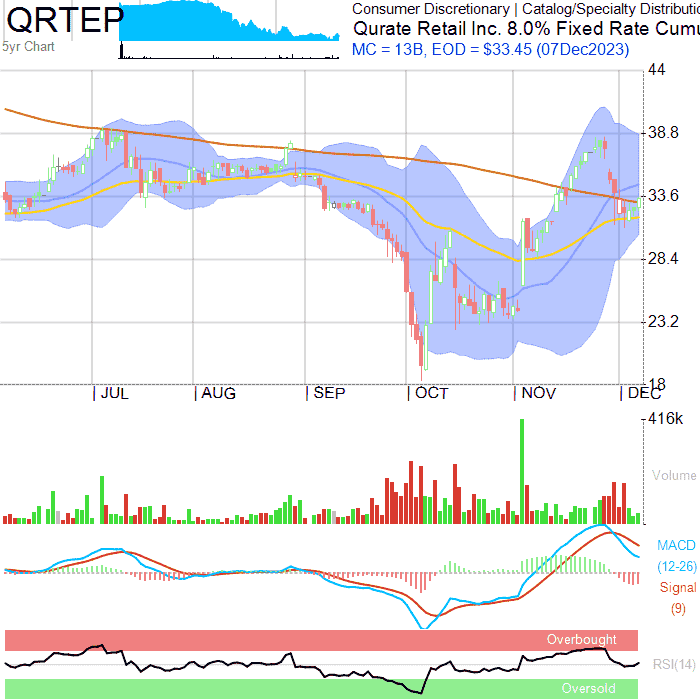 QRTEP
5yr Chart
Consumer Discretionary | Catalog/Specialty Distributio
Qurate Retail Inc. 8.0% Fixed Rate Cumu
MC = 13B, EOD = $33.45 (07Dec2023)
44
38.8
33.6
28.4
23.2
18
JUL AUG SEP OCT NOV DEC
416k
Volume
MACD
(12-26)
Signal
(9)
Overbought
RSI(14)
Oversold